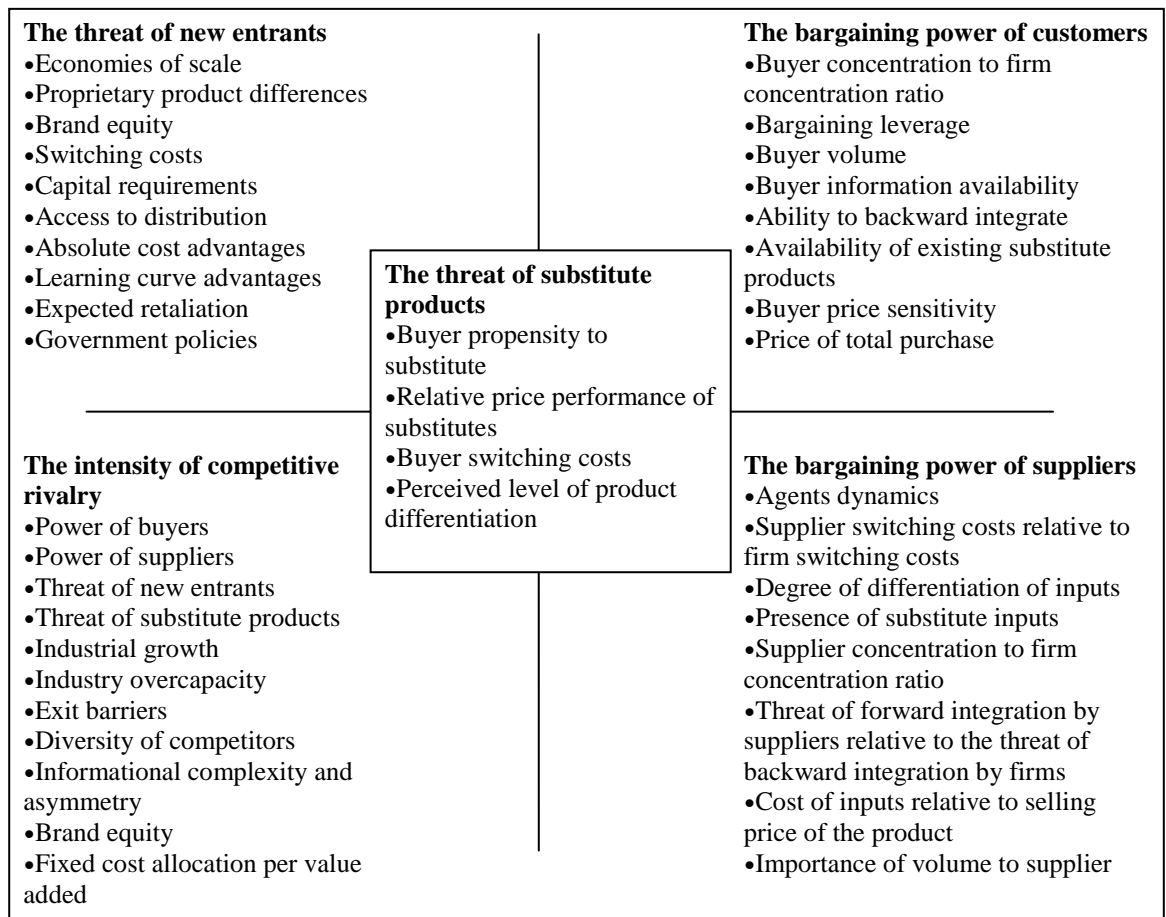 The threat of new entrants
•Economies of scale
•Proprietary product differences
•Brand equity
•Switching costs
•Capital requirements
•Access to distribution
•Absolute cost advantages
•Learning curve advantages
•Expected retaliation
•Government policies
The bargaining power of customers
•Buyer concentration to firm
concentration ratio
•Bargaining leverage
•Buyer volume
•Buyer information availability
•Ability to backward integrate
•Availability of existing substitute
products
•Buyer price sensitivity
•Price of total purchase
The threat of substitute
products
•Buyer propensity to
substitute
•Relative price performance of
substitutes
•Buyer switching costs
•Perceived level of product
differentiation
The intensity of competitive
rivalry
•Power of buyers
•Power of suppliers
•Threat of new entrants
•Threat of substitute products
•Industrial growth
•Industry overcapacity
•Exit barriers
•Diversity of competitors
•Informational complexity and
asymmetry
•Brand equity
•Fixed cost allocation per value
added
The bargaining power of suppliers
•Agents dynamics
•Supplier switching costs relative to
firm switching costs
•Degree of differentiation of inputs
•Presence of substitute inputs
•Supplier concentration to firm
concentration ratio
•Threat of forward integration by
suppliers relative to the threat of
backward integration by firms
•Cost of inputs relative to selling
price of the product
•Importance of volume to supplier